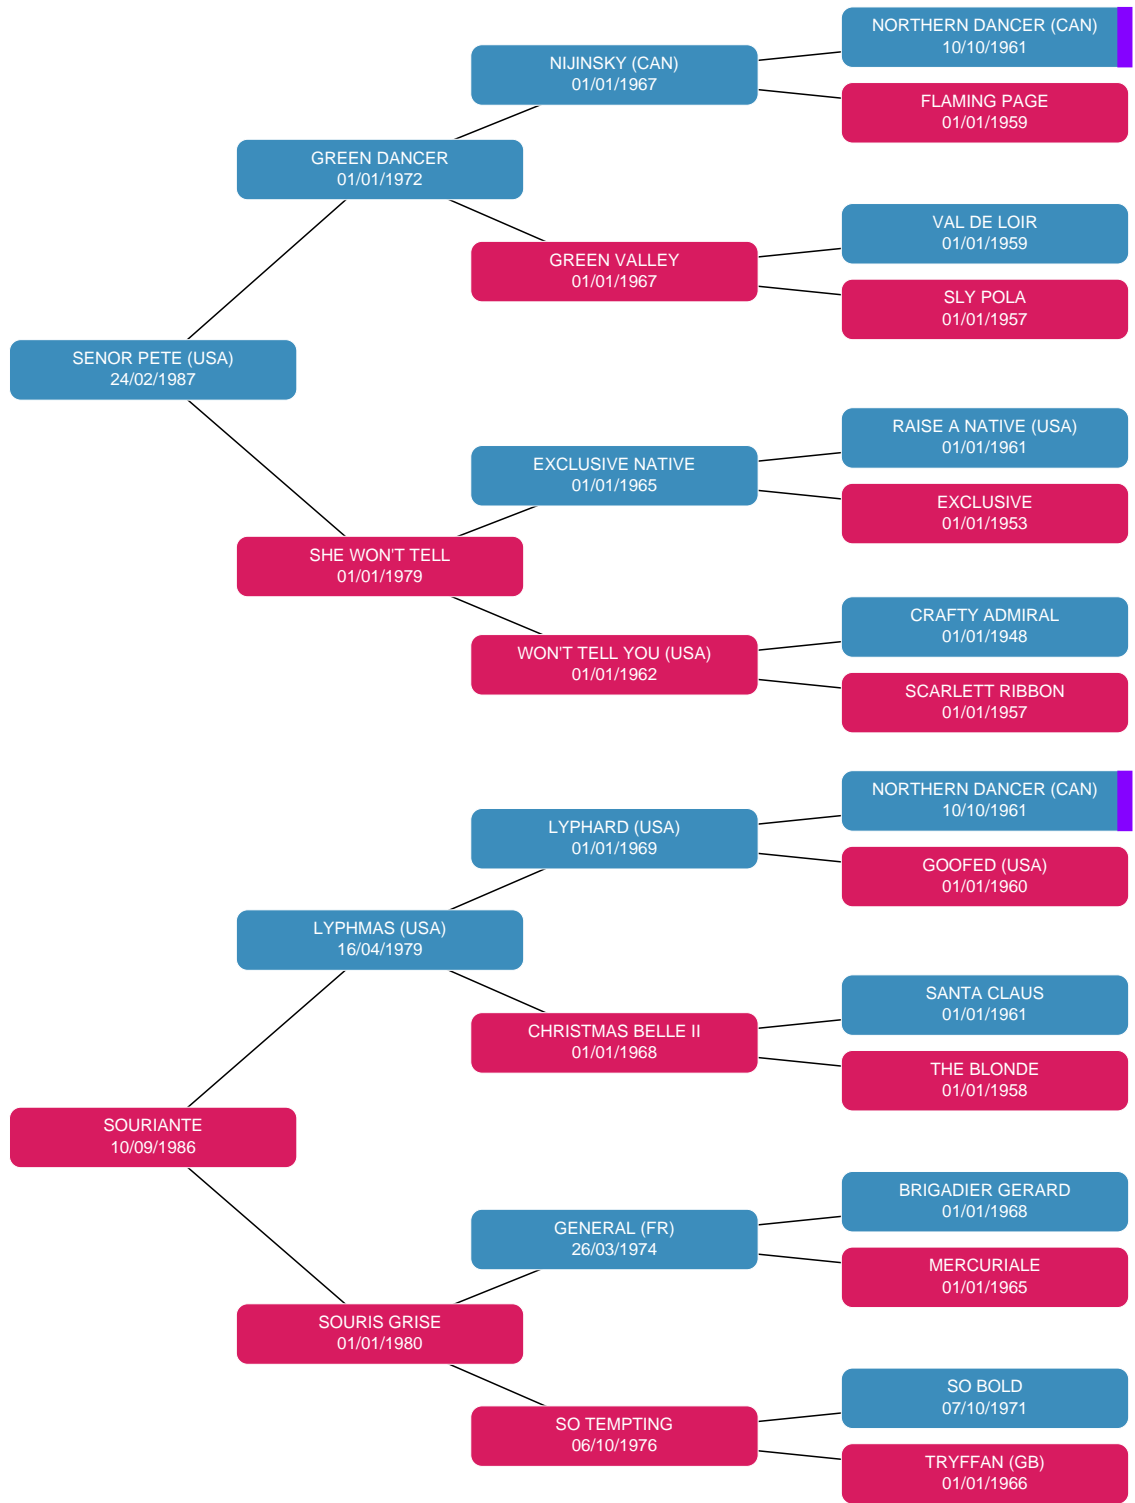 NORTHERN DANCER (CAN)
10/10/1961
NIJINSKY (CAN)
01/01/1967
FLAMING PAGE
01/01/1959
GREEN DANCER
01/01/1972
VAL DE LOIR
01/01/1959
GREEN VALLEY
01/01/1967
SLY POLA
01/01/1957
SENOR PETE (USA)
24/02/1987
RAISE A NATIVE (USA)
01/01/1961
EXCLUSIVE NATIVE
01/01/1965
EXCLUSIVE
01/01/1953
SHE WON'T TELL
01/01/1979
CRAFTY ADMIRAL
01/01/1948
WON'T TELL YOU (USA)
01/01/1962
SCARLETT RIBBON
01/01/1957
NORTHERN DANCER (CAN)
10/10/1961
LYPHARD (USA)
01/01/1969
GOOFED (USA)
01/01/1960
LYPHMAS (USA)
16/04/1979
SANTA CLAUS
01/01/1961
CHRISTMAS BELLE II
01/01/1968
THE BLONDE
01/01/1958
SOURIANTE
10/09/1986
BRIGADIER GERARD
01/01/1968
GENERAL (FR)
26/03/1974
MERCURIALE
01/01/1965
SOURIS GRISE
01/01/1980
SO BOLD
07/10/1971
SO TEMPTING
06/10/1976
TRYFFAN (GB)
01/01/1966